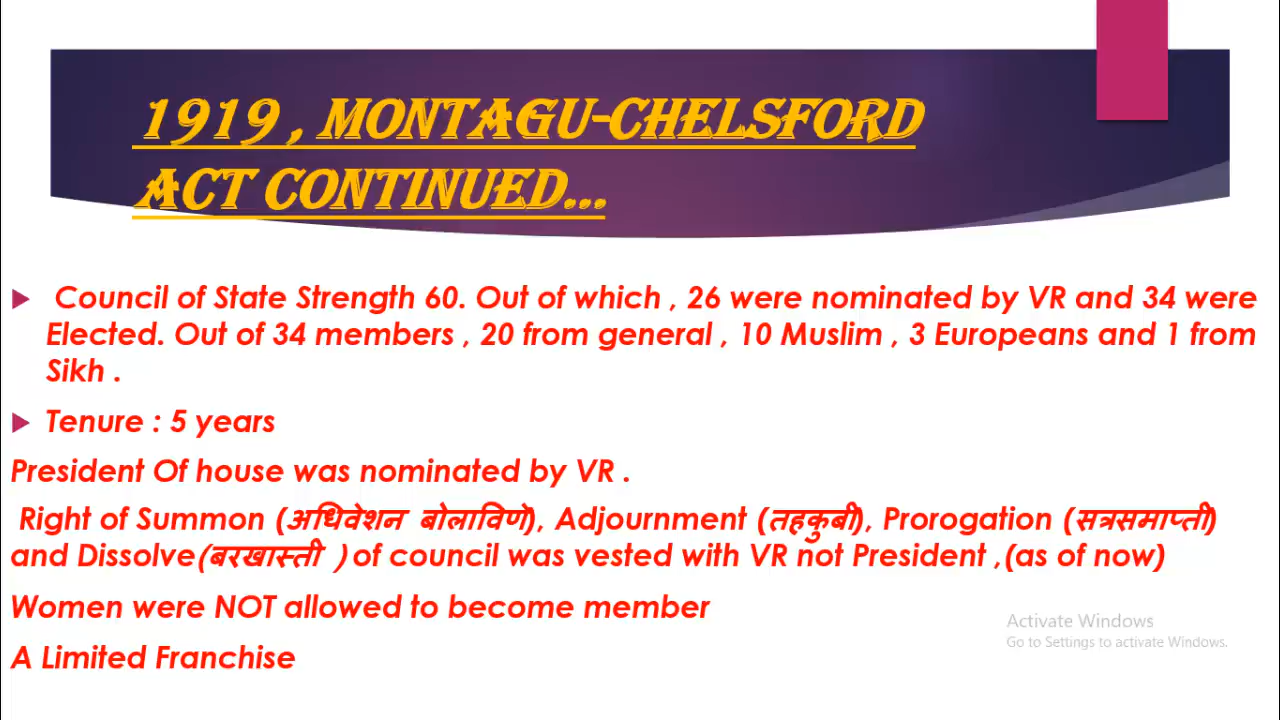 1919 , MONTAGU-CHELSFORD
ACT CONTINUED...
Council of State Strength 60. Out of which , 26 were nominated by VR and 34 were
Elected. Out of 34 members , 20 from general , 10 Muslim , 3 Europeans and 1 from
Sikh .
Tenure : 5 years
President Of house was nominated by VR .
Right of Summon (अधिवेशन बोलाविणे), Adjournment (तहकुबी), Prorogation (सत्रसमाप्ती)
and Dissolve(बरखास्ती ) of council was vested with VR not President ,(as of now)
Women were NOT allowed to become member
A Limited Franchise
Activate Windows
Go to Settings to activate Windows.